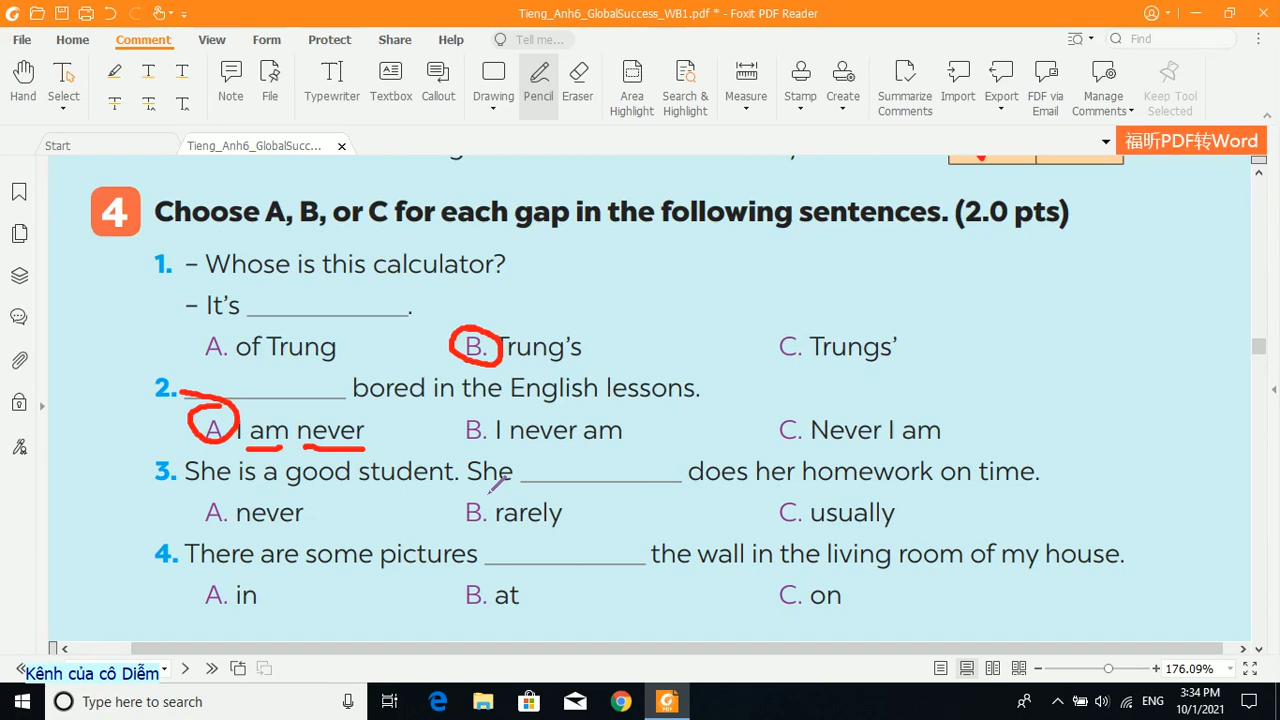 Tieng_Anh6_GlobalSuccess_WB1.pdf * - Foxit PDF Reader
File Home Comment View Form Protect Share Help Tell me... Find
Hand Select Note File Typewriter Textbox Callout Drawing Pencil Eraser Area Highlight Search & Highlight Measure Stamp Create Summarize Comments Import Export FDF via Email Manage Comments Keep Tool Selected
Start Tieng_Anh6_GlobalSucc... 福昕PDF转Word
4 Choose A, B, or C for each gap in the following sentences. (2.0 pts)
1. – Whose is this calculator?
– It's ____________.
A. of Trung B. Trung's C. Trungs'
2. ____________ bored in the English lessons.
A I am never B. I never am C. Never I am
3. She is a good student. She ____________ does her homework on time.
A. never B. rarely C. usually
4. There are some pictures ____________ the wall in the living room of my house.
A. in B. at C. on
Kênh của cô Diễm 176.09%
Type here to search ENG 3:34 PM
10/1/2021